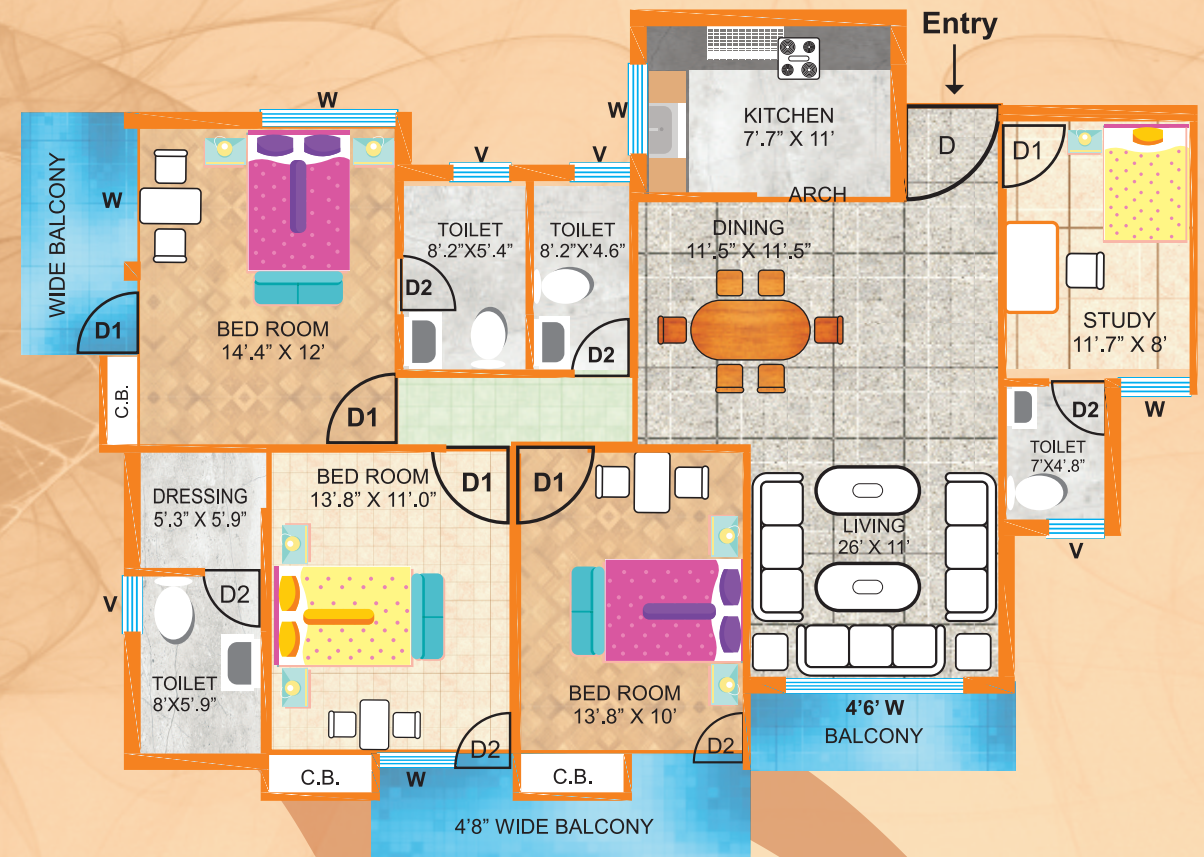 Entry
W
W
KITCHEN
7'.7" X 11'
D
D1
V
V
WIDE BALCONY
W
ARCH
TOILET
8'.2"X5'.4"
TOILET
8'.2"X'4.6"
DINING
11'.5" X 11'.5"
D2
D1
BED ROOM
14'.4" X 12'
STUDY
11'.7" X 8'
D2
C.B.
D1
D2
W
TOILET
7'X4'.8"
DRESSING
5'.3" X 5'.9"
BED ROOM
13'.8" X 11'.0"
D1
D1
LIVING
26' X 11'
V
V
D2
TOILET
8'X5'.9"
BED ROOM
13'.8" X 10'
4'6' W
BALCONY
D2
D2
C.B.
W
C.B.
4'8" WIDE BALCONY